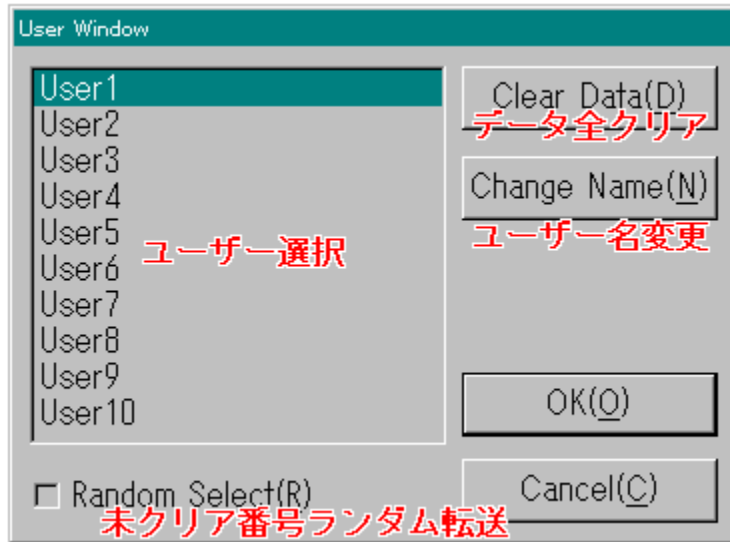 User Window
User1
User2
User3
User4
User5
User6
User7
User8
User9
User10
ユーザー選択
Clear Data(D)
データ全クリア
Change Name(N)
ユーザー名変更
OK(O)
Cancel(C)
Random Select(R)
未クリア番号ランダム転送